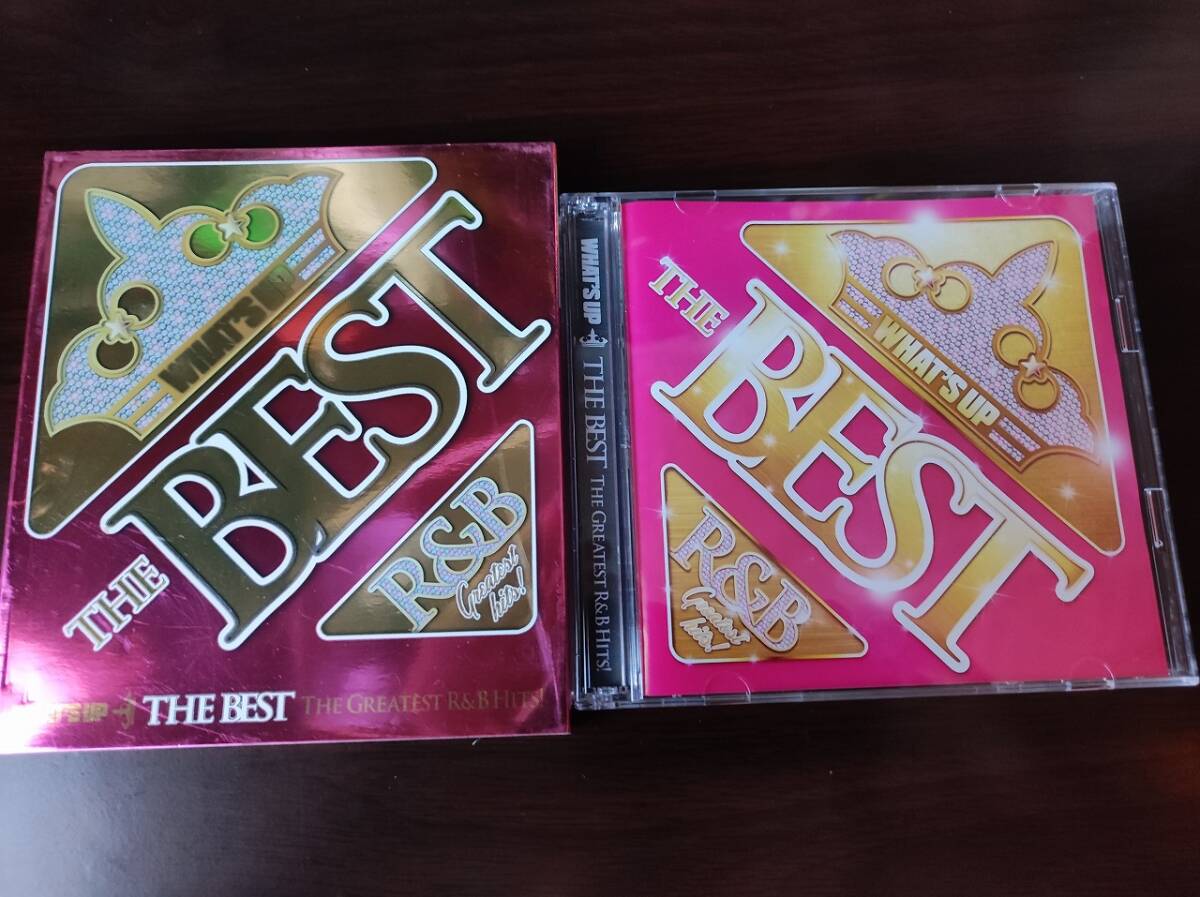 WHAT'S UP
THE BEST
R&B
Greatest
hits!
THE BEST THE GREATEST R&B HITS!
WHAT'S UP THE BEST THE GREATEST R&B HITS!
WHAT'S UP
THE BEST
R&B
Greatest
hits!